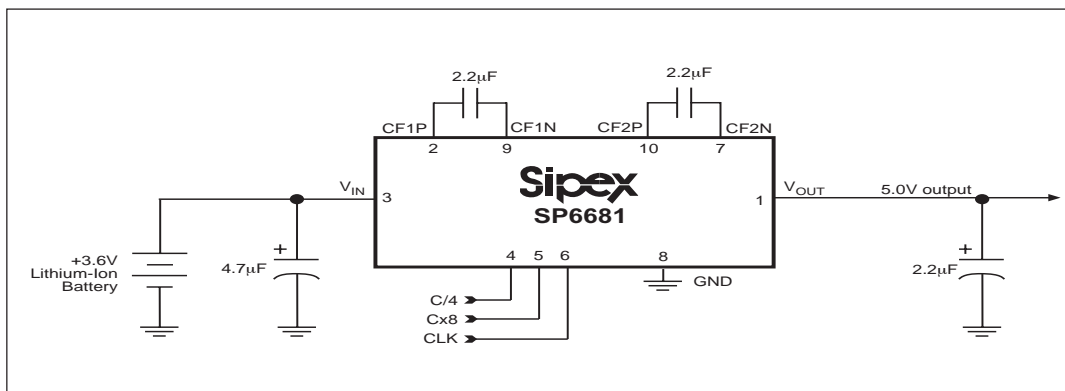 2.2μF
2.2μF
CF1P
CF1N
CF2P
CF2N
2
9
10
7
Sipex
SP6681
VIN
3
1
VOUT
5.0V output
+3.6V
Lithium-Ion
Battery
+
4.7μF
4
5
6
8
GND
C/4
Cx8
CLK
+
2.2μF